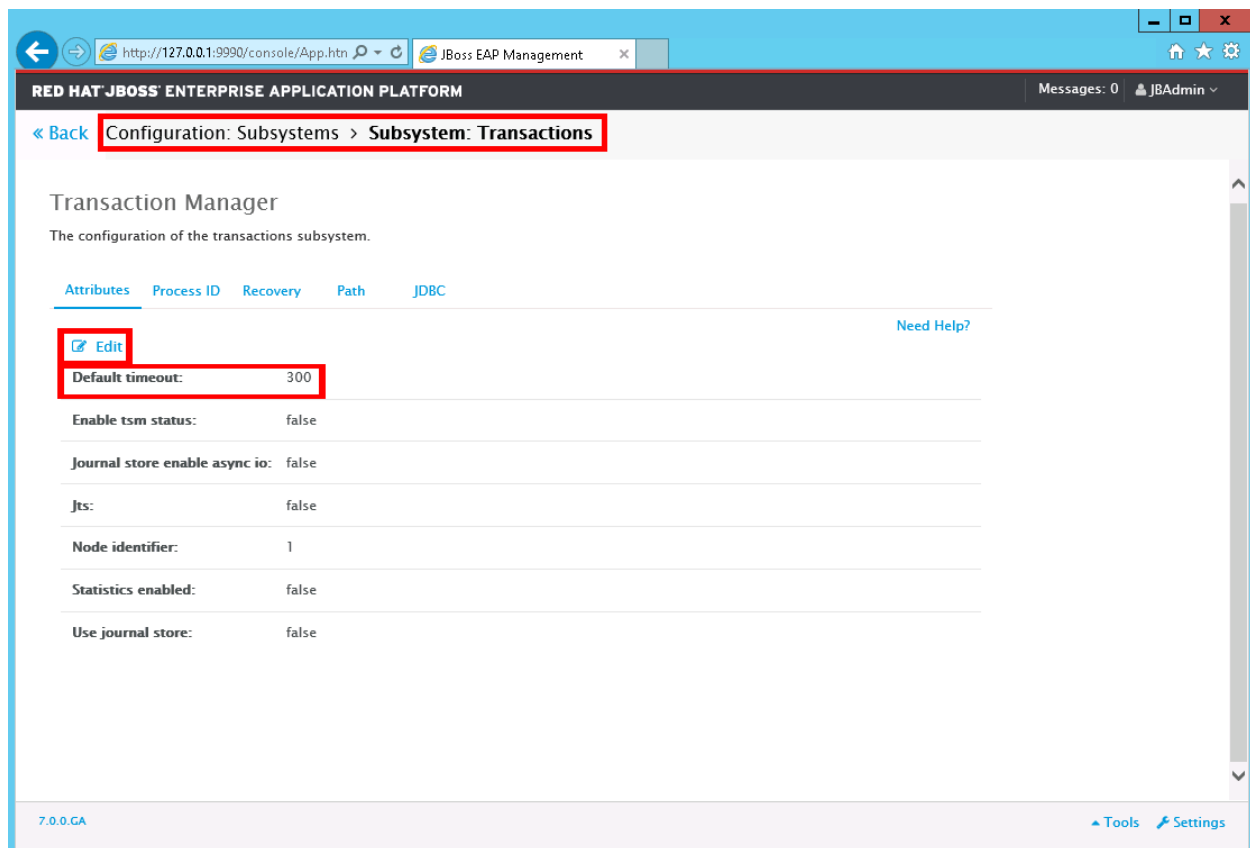 http://127.0.0.1:9990/console/App.htn
JBoss EAP Management
RED HAT JBOSS ENTERPRISE APPLICATION PLATFORM
Messages: 0
JBAdmin
« Back
Configuration: Subsystems > Subsystem: Transactions
Transaction Manager
The configuration of the transactions subsystem.
Attributes Process ID Recovery Path JDBC
Need Help?
Edit
Default timeout: 300
Enable tsm status: false
Journal store enable async io: false
Jts: false
Node identifier: 1
Statistics enabled: false
Use journal store: false
7.0.0.GA
Tools
Settings